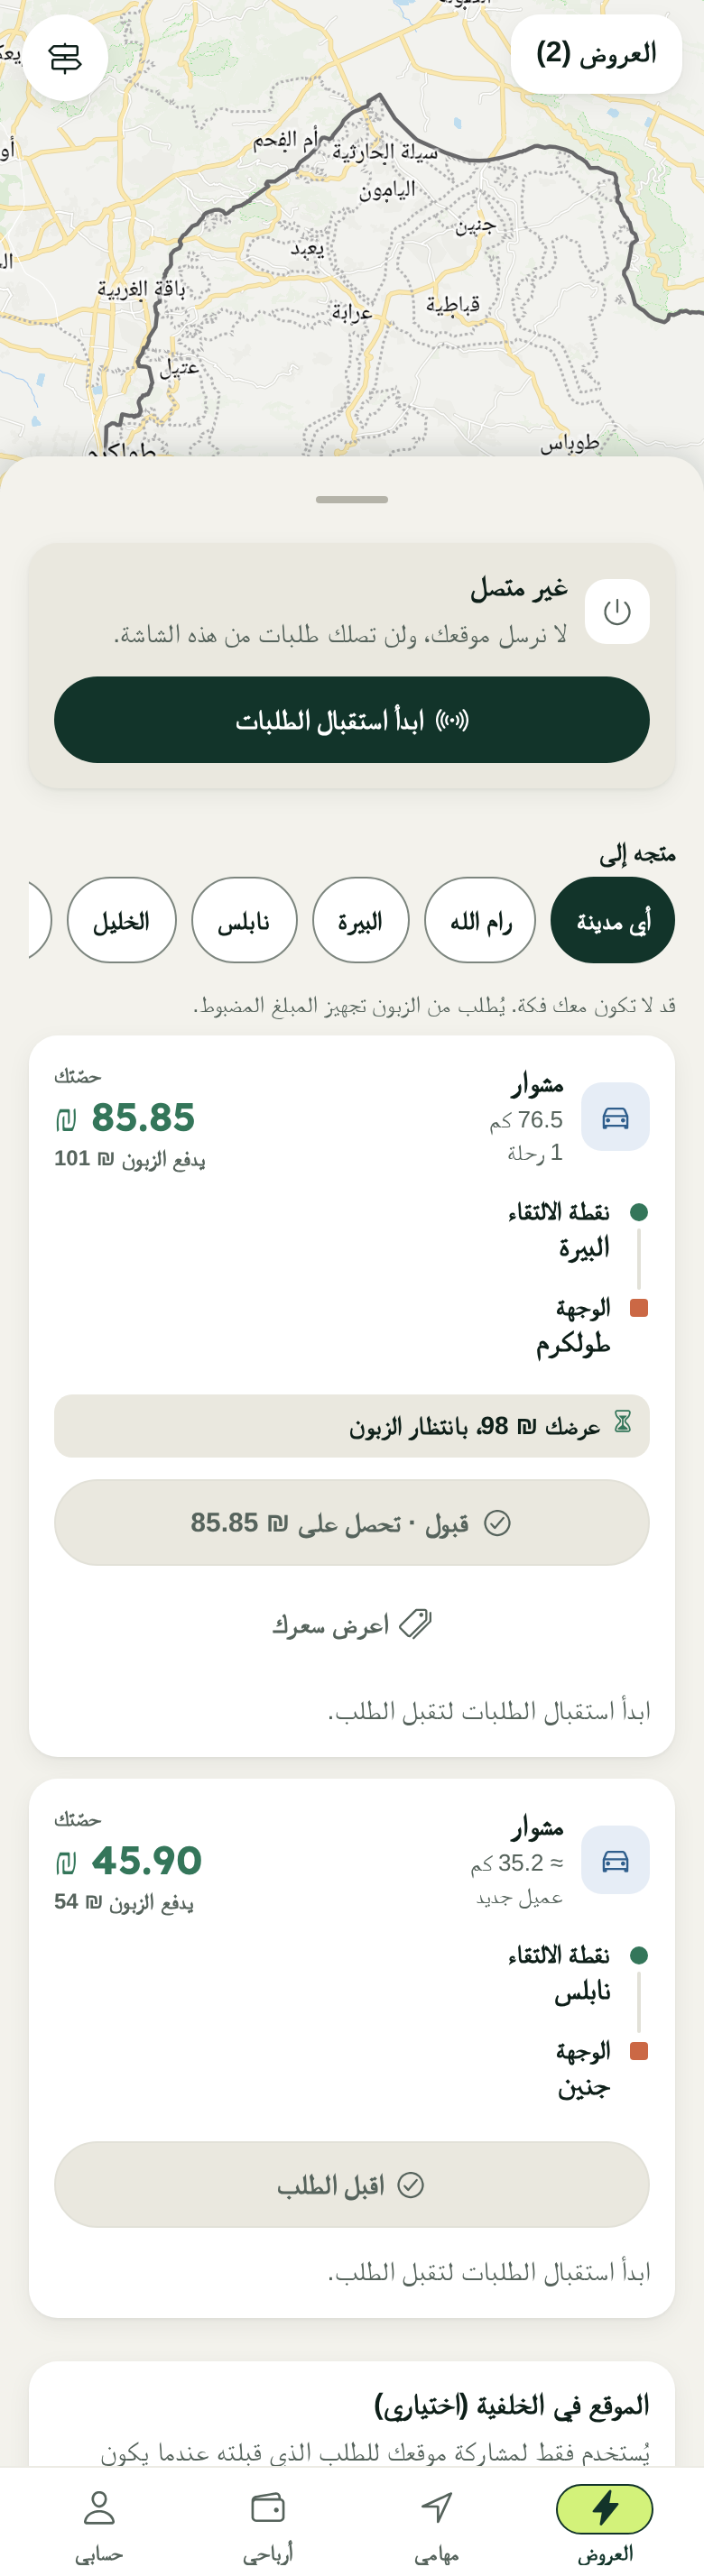 العروض (2)
أم الفحم
سيلة الحارثية
اليامون
جنين
يعبد
باقة الغربية
عرابة
قباطية
عتيل
طوباس
طولكرم
غير متصل
لا نرسل موقعك، ولن تصلك طلبات من هذه الشاشة.
ابدأ استقبال الطلبات
متجه إلى
أي مدينة
رام الله
البيرة
نابلس
الخليل
قد لا تكون معك فكة. يُطلب من الزبون تجهيز المبلغ المضبوط.
مشوار
76.5 كم
1 رحلة
حصّتك
85.85 ₪
يدفع الزبون ₪ 101
نقطة الالتقاء
البيرة
الوجهة
طولكرم
عرضك ₪ 98، بانتظار الزبون
قبول · تحصل على ₪ 85.85
اعرض سعرك
ابدأ استقبال الطلبات لتقبل الطلب.
مشوار
≈ 35.2 كم
عميل جديد
حصّتك
45.90 ₪
يدفع الزبون ₪ 54
نقطة الالتقاء
نابلس
الوجهة
جنين
اقبل الطلب
ابدأ استقبال الطلبات لتقبل الطلب.
الموقع في الخلفية (اختياري)
يُستخدم فقط لمشاركة موقعك للطلب الذي قبلته عندما يكون
العروض
مهامي
أرباحي
حسابي